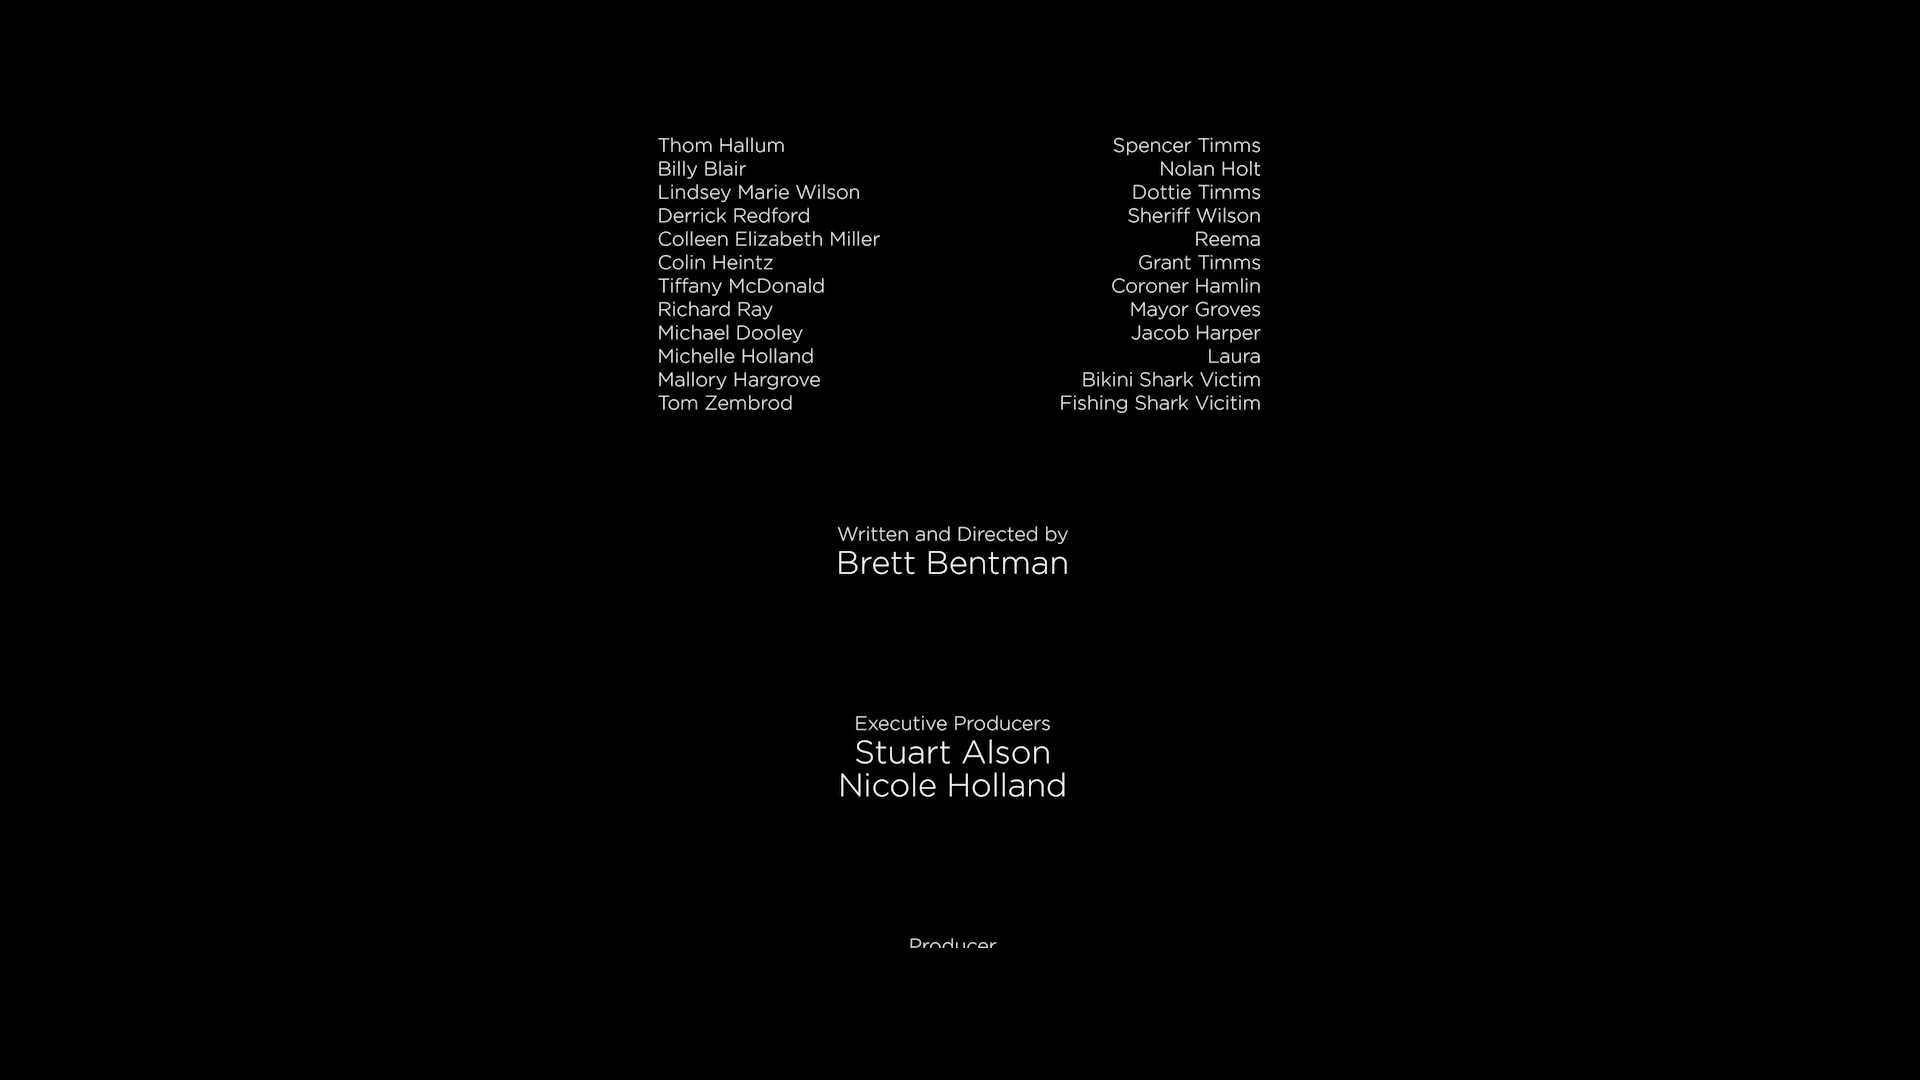 Thom Hallum Spencer Timms
Billy Blair Nolan Holt
Lindsey Marie Wilson Dottie Timms
Derrick Redford Sheriff Wilson
Colleen Elizabeth Miller Reema
Colin Heintz Grant Timms
Tiffany McDonald Coroner Hamlin
Richard Ray Mayor Groves
Michael Dooley Jacob Harper
Michelle Holland Laura
Mallory Hargrove Bikini Shark Victim
Tom Zembrod Fishing Shark Vicitim
Written and Directed by
Brett Bentman
Executive Producers
Stuart Alson
Nicole Holland
Producer